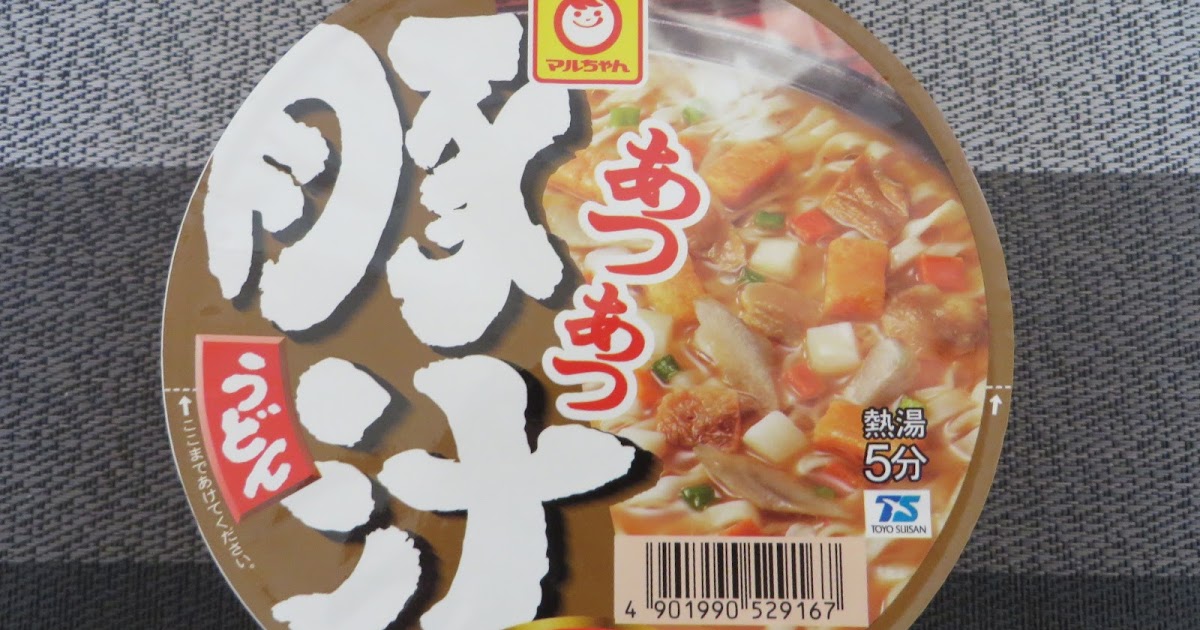 マルちゃん
あつあつ
豚汁
うどん
ここまであけてください。
熱湯
5分
TS
TOYO SUISAN
4 901990 529167